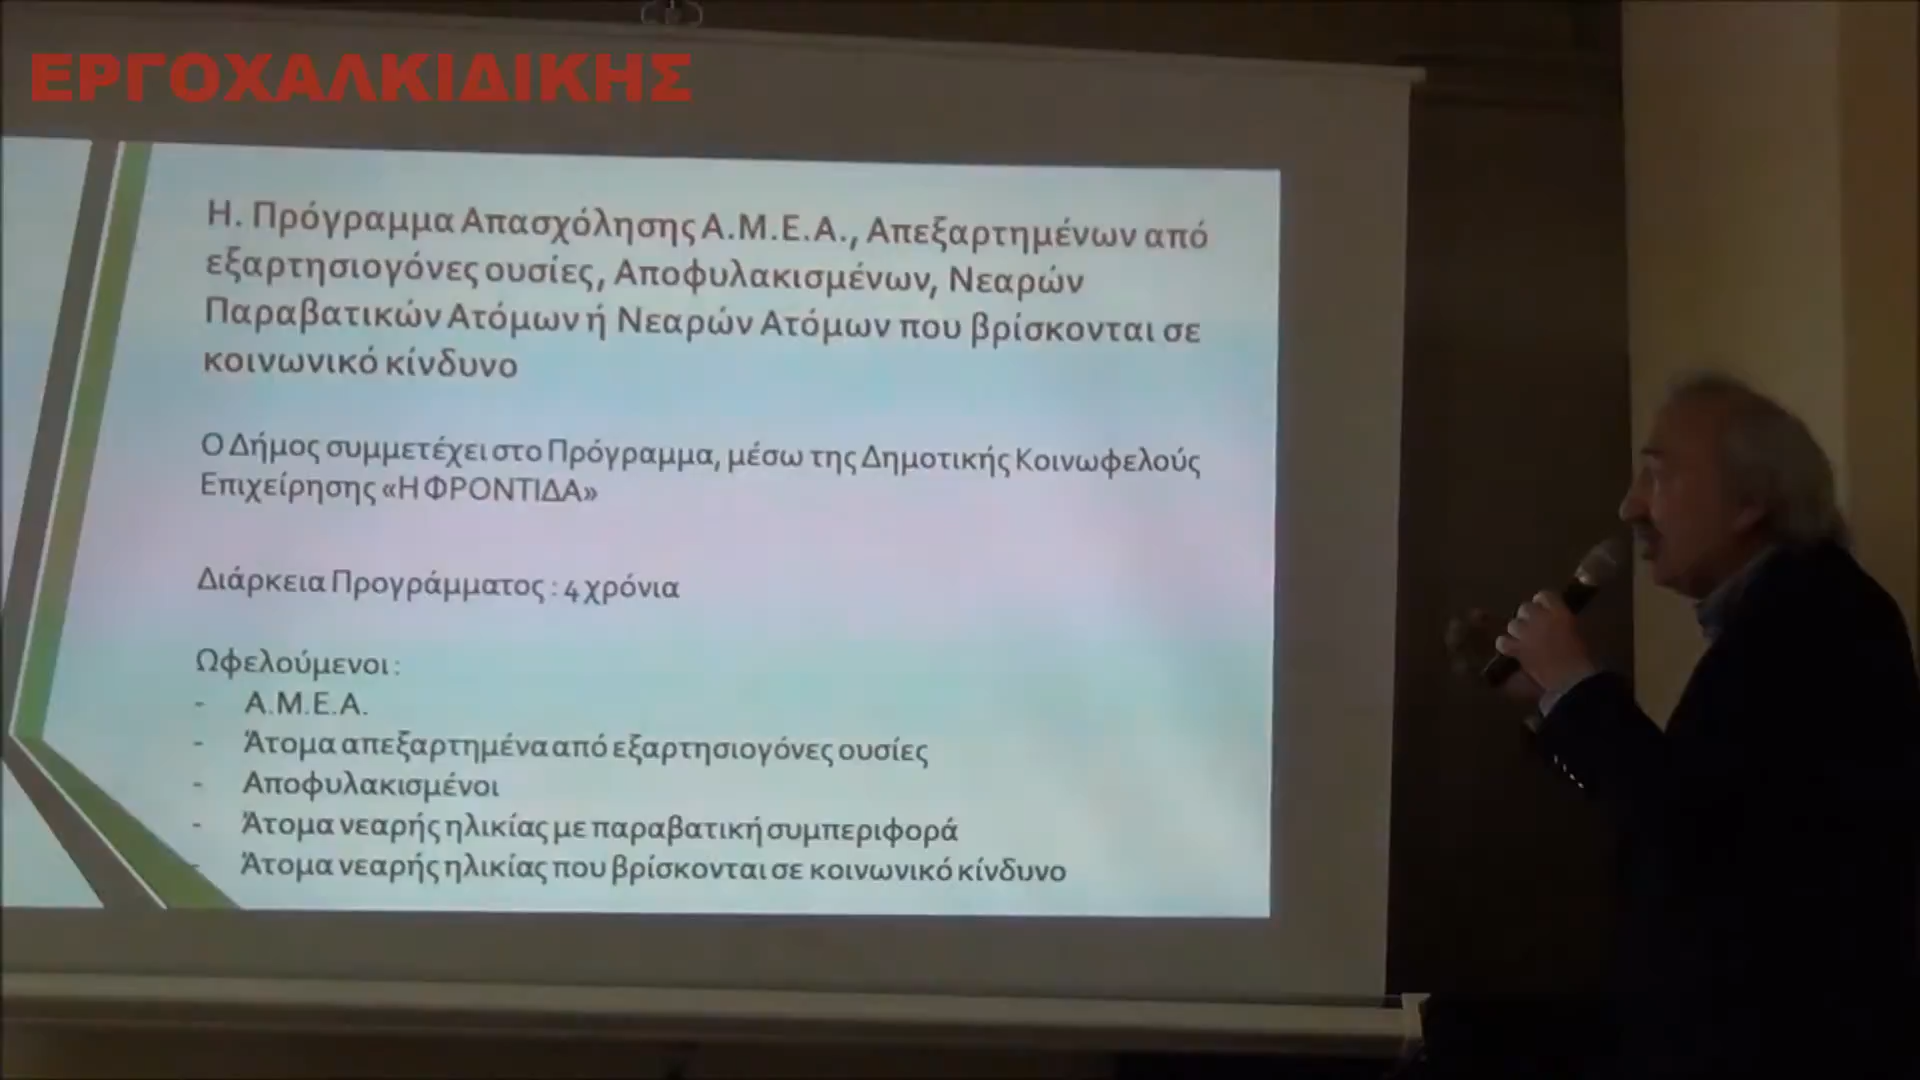 ΕΡΓΟΧΑΛΚΙΔΙΚΗΣ
Η. Πρόγραμμα Απασχόλησης Α.Μ.Ε.Α., Απεξαρτημένων από
εξαρτησιογόνες ουσίες, Αποφυλακισμένων, Νεαρών
Παραβατικών Ατόμων ή Νεαρών Ατόμων που βρίσκονται σε
κοινωνικό κίνδυνο
Ο Δήμος συμμετέχει στο Πρόγραμμα, μέσω της Δημοτικής Κοινωφελούς
Επιχείρησης «Η ΦΡΟΝΤΙΔΑ»
Διάρκεια Προγράμματος : 4 χρόνια
Ωφελούμενοι :
- Α.Μ.Ε.Α.
- Άτομα απεξαρτημένα από εξαρτησιογόνες ουσίες
- Αποφυλακισμένοι
- Άτομα νεαρής ηλικίας με παραβατική συμπεριφορά
- Άτομα νεαρής ηλικίας που βρίσκονται σε κοινωνικό κίνδυνο